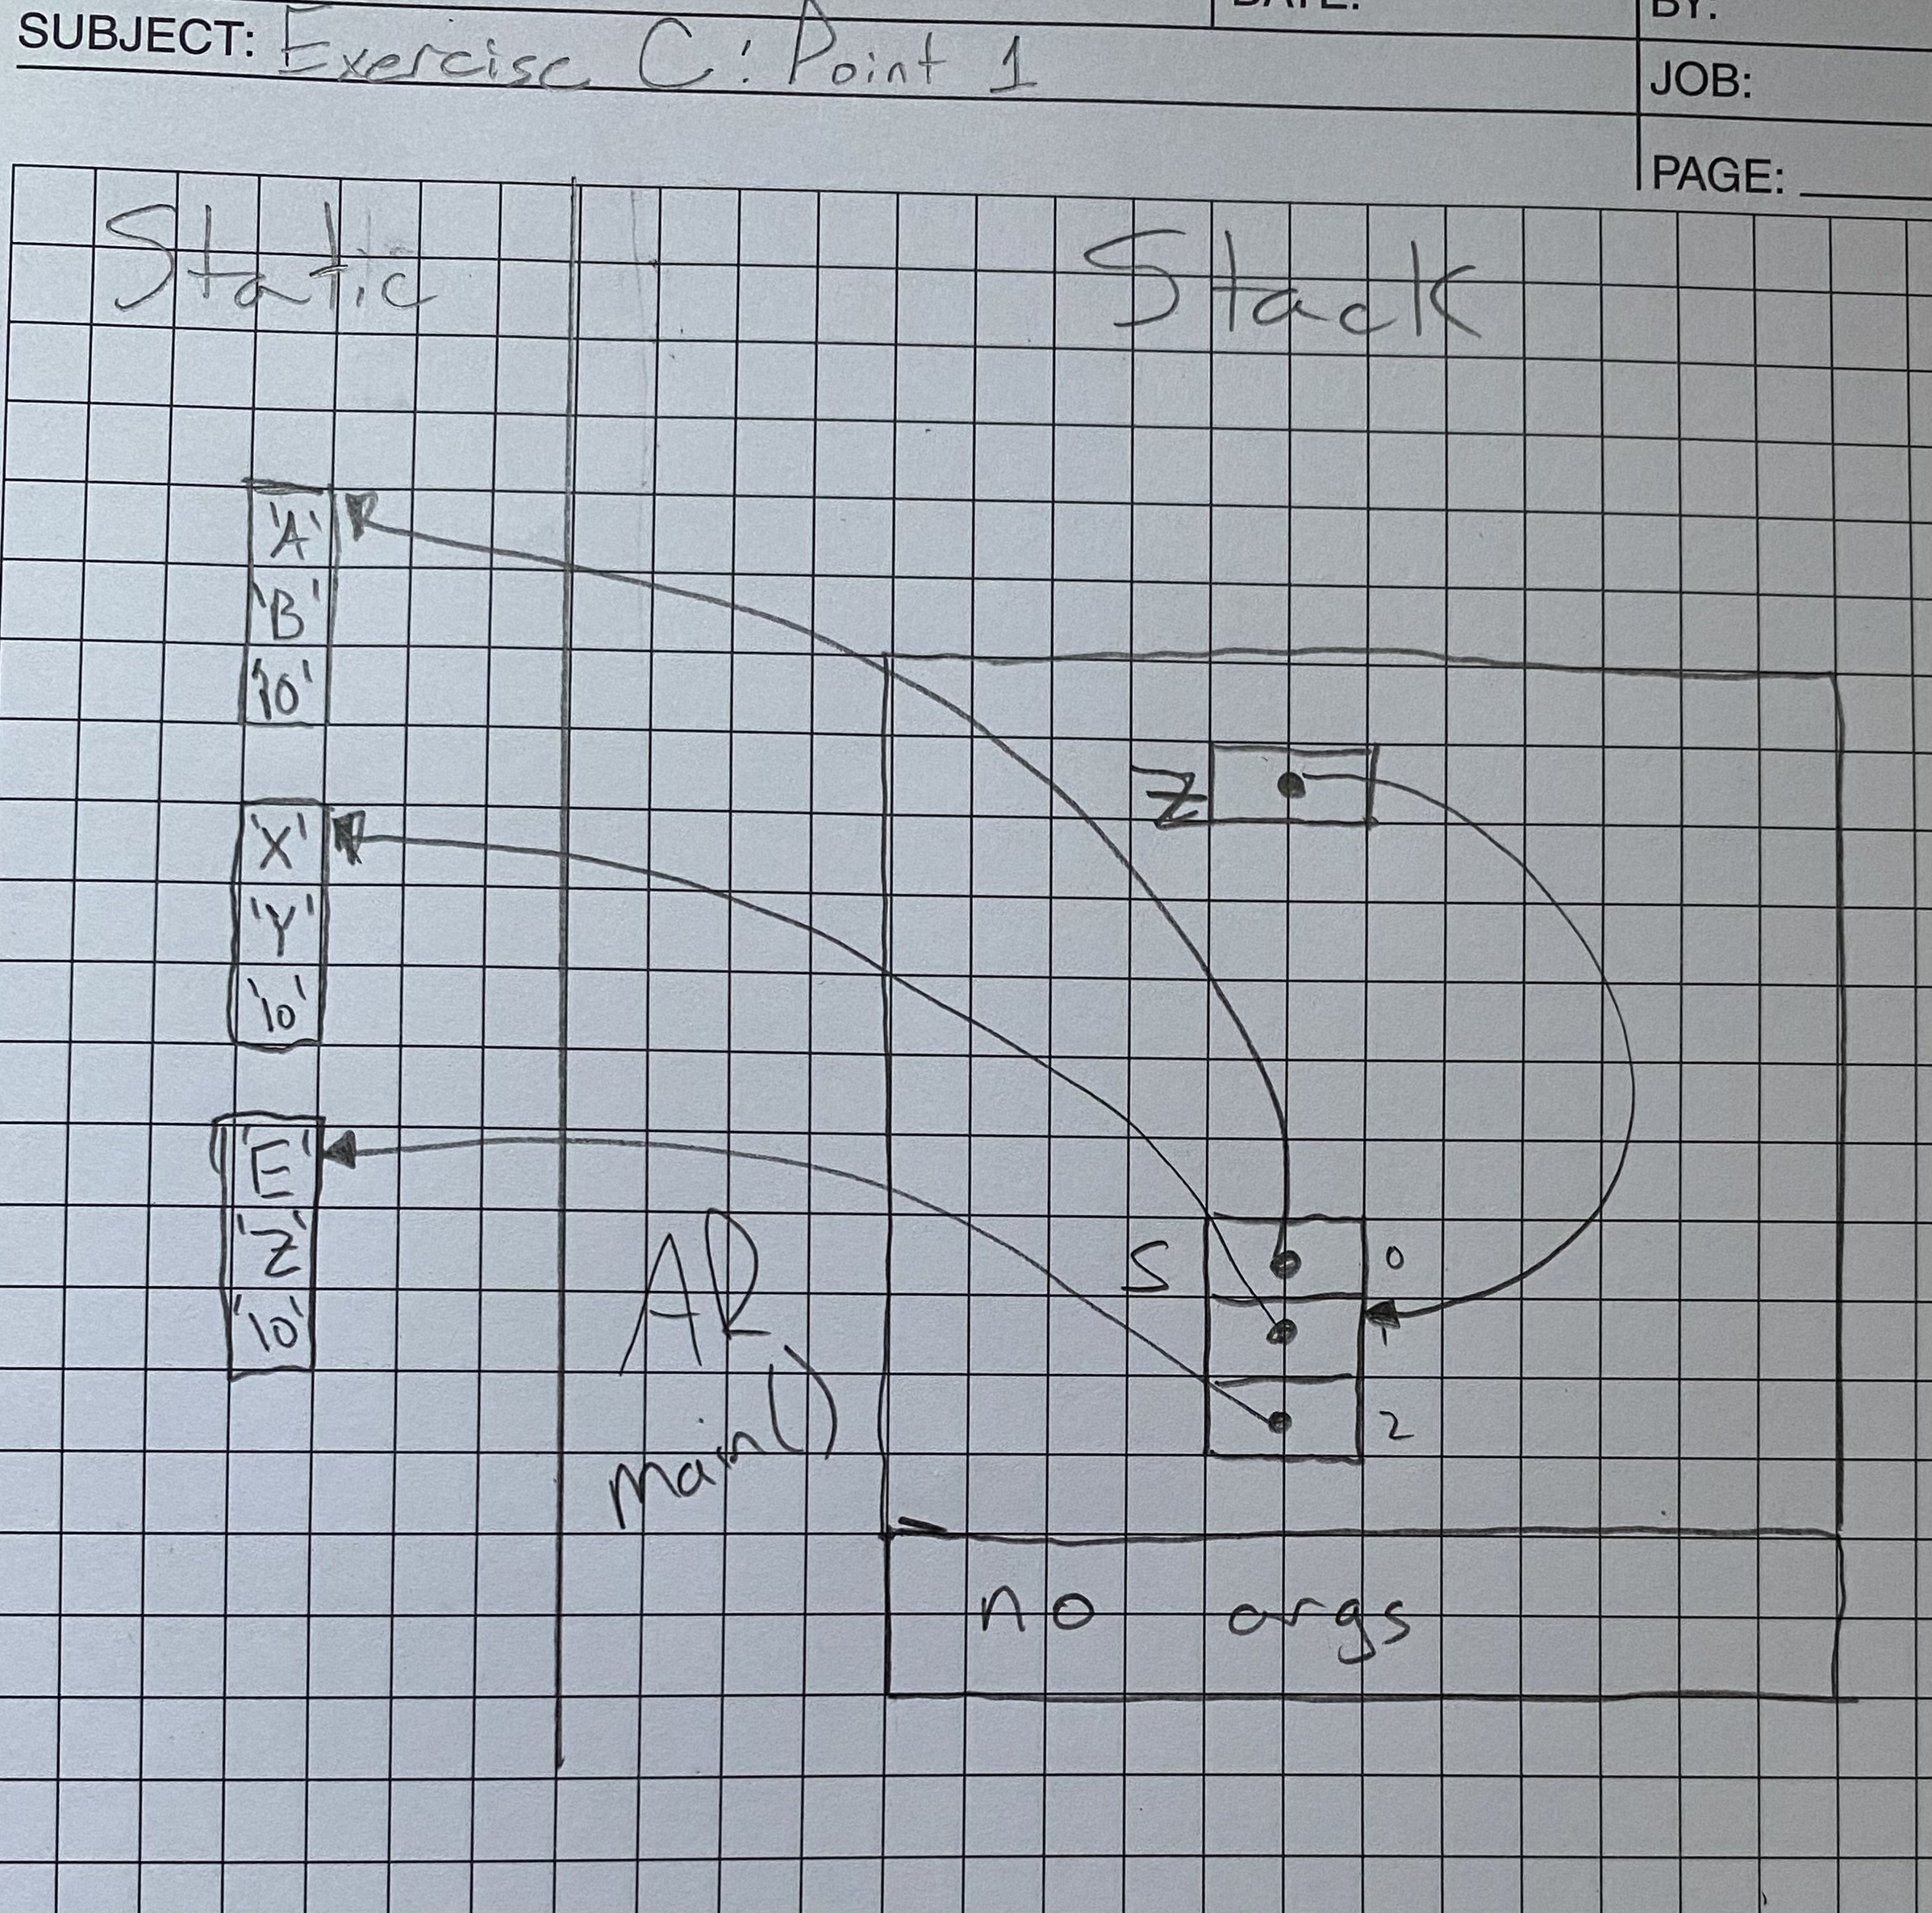 DATE:
BY:
SUBJECT: Exercise C: Point 1
JOB:
PAGE:
Static
Stack
'A'
'B'
'\0'
Z
'X'
'Y'
'\0'
'E'
'Z'
'\0'
AR
main()
S
0
1
2
no args